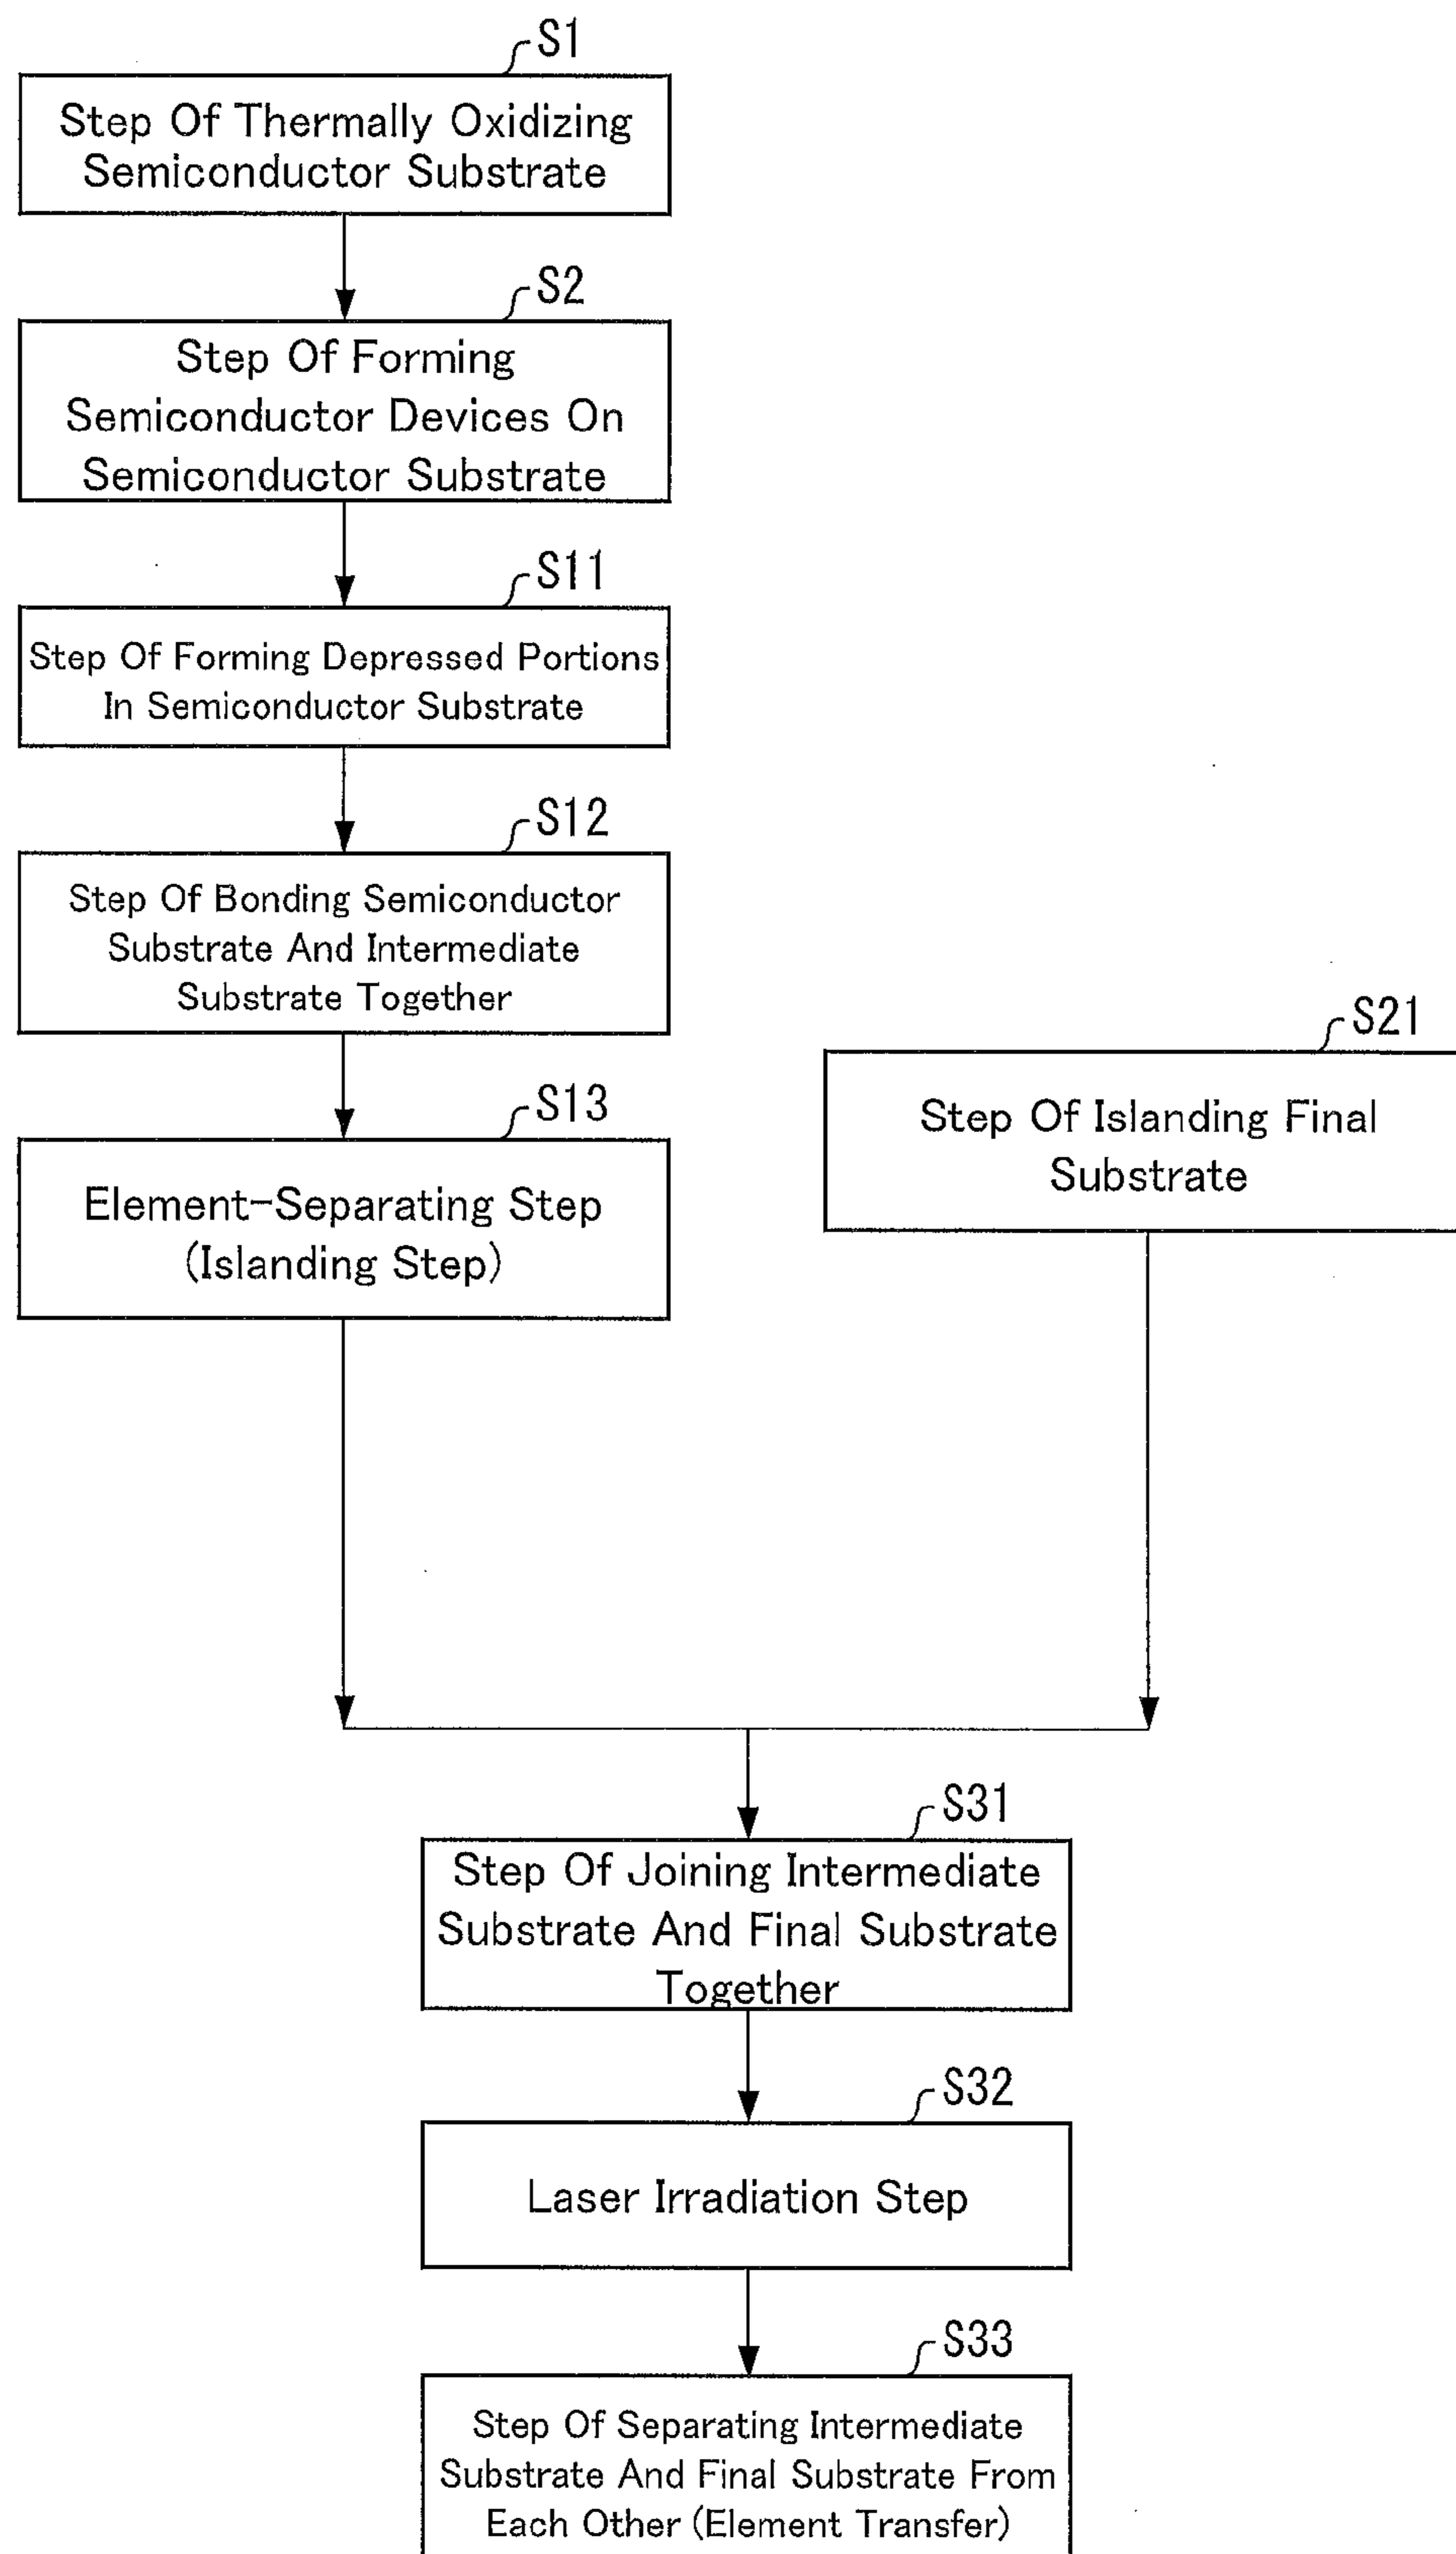 S1
Step Of Thermally Oxidizing
Semiconductor Substrate
S2
Step Of Forming
Semiconductor Devices On
Semiconductor Substrate
S11
Step Of Forming Depressed Portions
In Semiconductor Substrate
S12
Step Of Bonding Semiconductor
Substrate And Intermediate
Substrate Together
S13
Element-Separating Step
(Islanding Step)
S21
Step Of Islanding Final
Substrate
S31
Step Of Joining Intermediate
Substrate And Final Substrate
Together
S32
Laser Irradiation Step
S33
Step Of Separating Intermediate
Substrate And Final Substrate From
Each Other (Element Transfer)